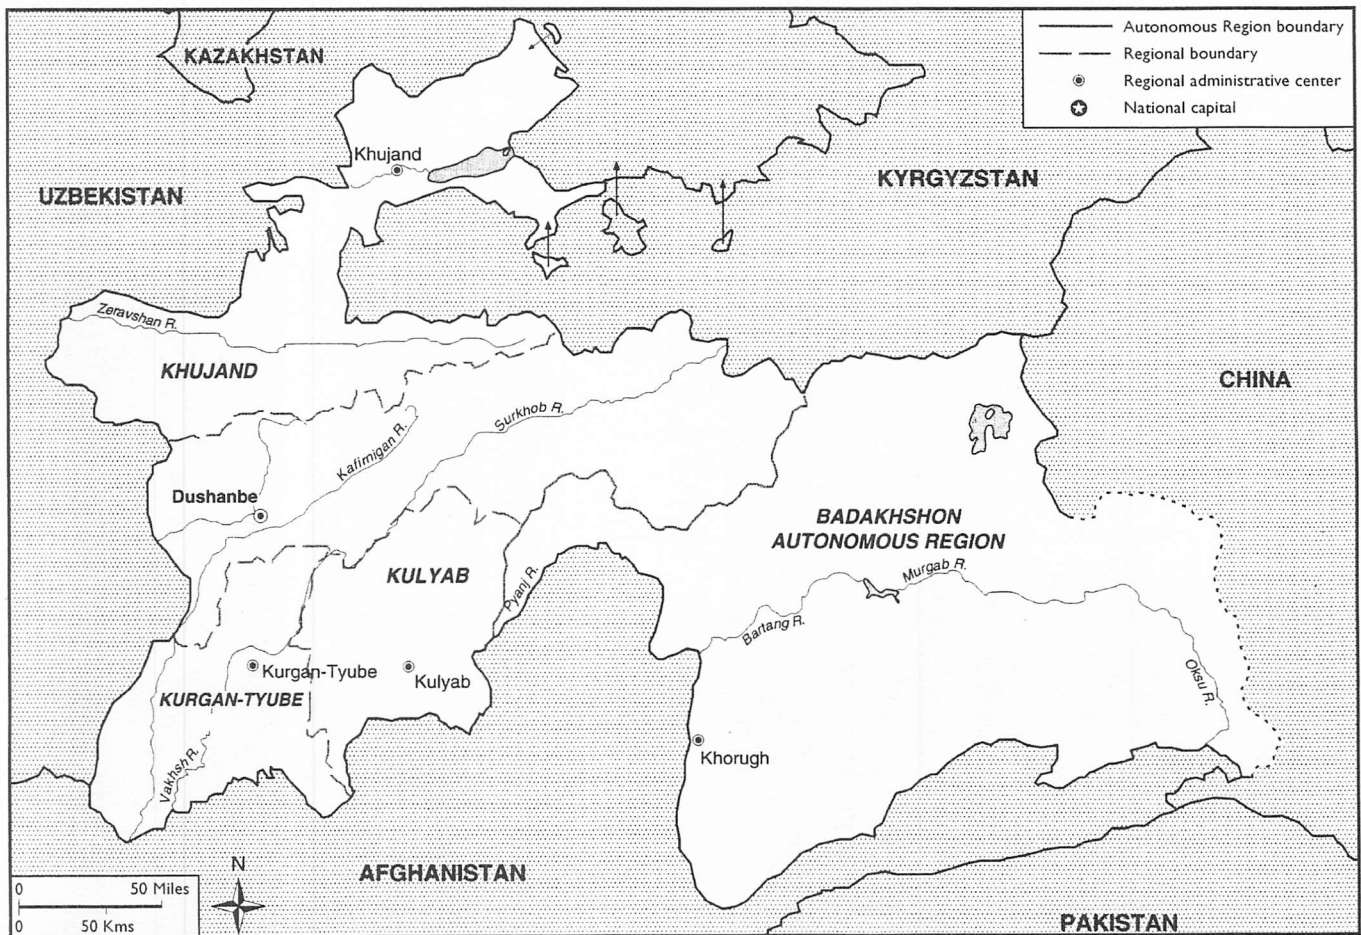 KAZAKHSTAN
Autonomous Region boundary
Regional boundary
Regional administrative center
National capital
Khujand
UZBEKISTAN
KYRGYZSTAN
Zeravshan R.
KHUJAND
CHINA
Surkhob R.
Kafirnigan R.
Dushanbe
BADAKHSHON
AUTONOMOUS REGION
KULYAB
Pyanj R.
Murgab R.
Bartang R.
Kurgan-Tyube
Kulyab
Oksu R.
KURGAN-TYUBE
Khorugh
Vakhsh R.
AFGHANISTAN
N
0 50 Miles
0 50 Kms
PAKISTAN